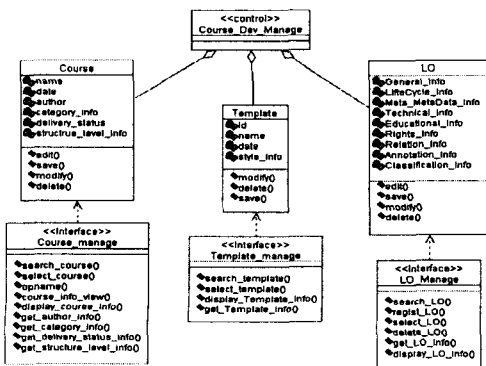 <<control>>
Course_Dev_Manage
Course
name
date
author
category_info
delivery_status
structrue_level_info
edit()
save()
modify()
delete()
<<Interface>>
Course_manage
search_course()
select_course()
opname()
course_info_view()
display_course_info()
get_author_info()
get_category_info()
get_delivery_status_info()
get_structure_level_info()
Template
id
name
date
style_info
modify()
delete()
save()
<<Interface>>
Template_manage
search_template()
select_template()
display_Template_info()
get_Template_info()
LO
General_Info
LifeCycle_Info
Meta_MetaData_Info
Technical_Info
Educational_Info
Rights_Info
Relation_Info
Annotation_Info
Classification_Info
edit()
save()
modify()
delete()
<<Interface>>
LO_Manage
search_LO()
regist_LO()
select_LO()
delete_LO()
get_LO_info()
display_LO_info()